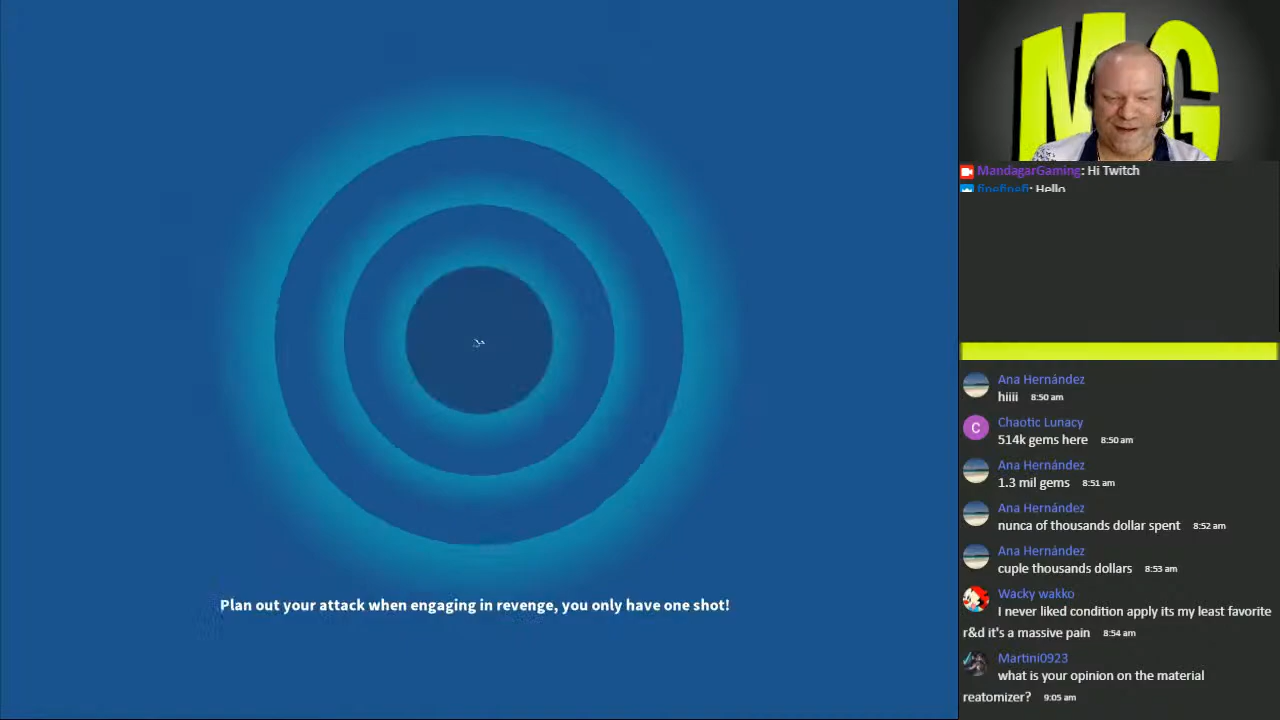 MG
MandagarGaming: Hi Twitch
finefinefi: Hello
Ana Hernández
hiiii 8:50 am
C
Chaotic Lunacy
514k gems here 8:50 am
Ana Hernández
1.3 mil gems 8:51 am
Ana Hernández
nunca of thousands dollar spent 8:52 am
Ana Hernández
cuple thousands dollars 8:53 am
Wacky wakko
I never liked condition apply its my least favorite
r&d it's a massive pain 8:54 am
Martini0923
what is your opinion on the material
reatomizer? 9:05 am
Plan out your attack when engaging in revenge, you only have one shot!